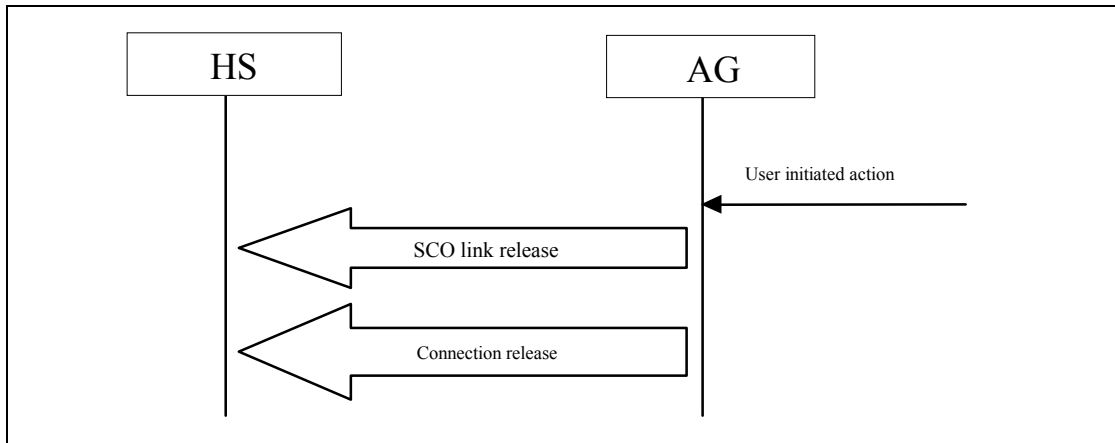 HS
AG
User initiated action
SCO link release
Connection release